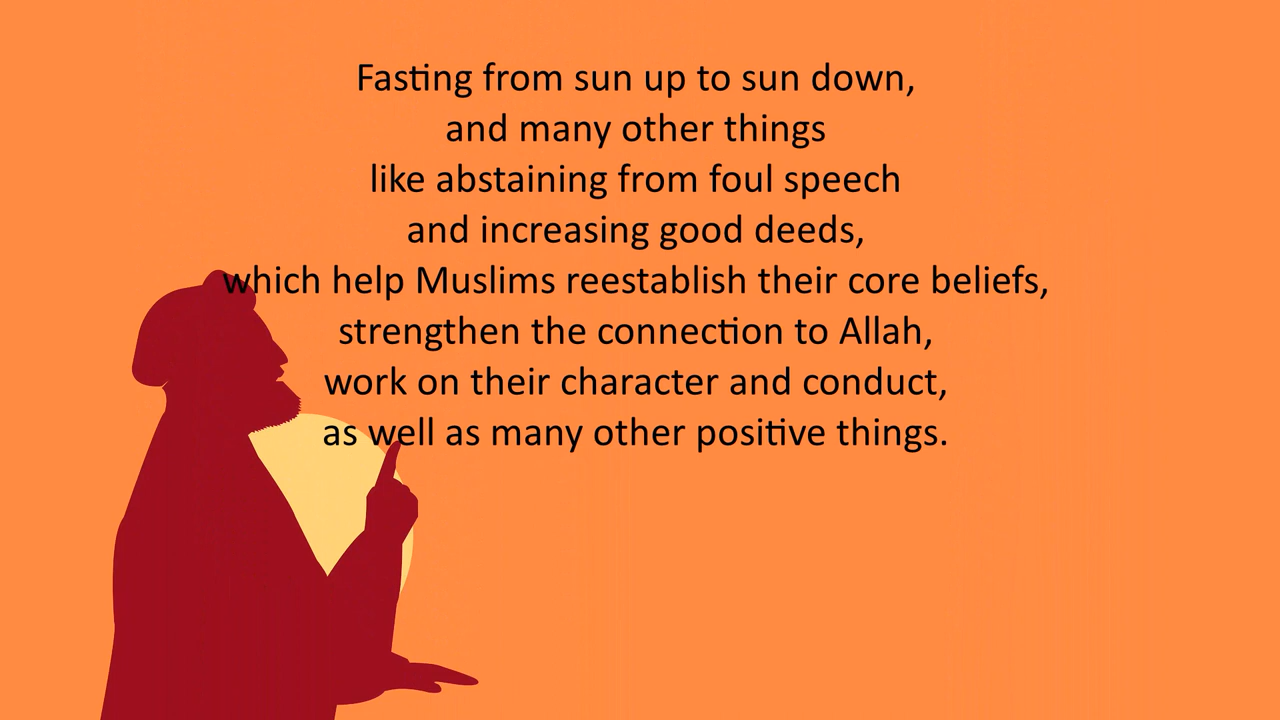 Fasting from sun up to sun down,
and many other things
like abstaining from foul speech
and increasing good deeds,
which help Muslims reestablish their core beliefs,
strengthen the connection to Allah,
work on their character and conduct,
as well as many other positive things.